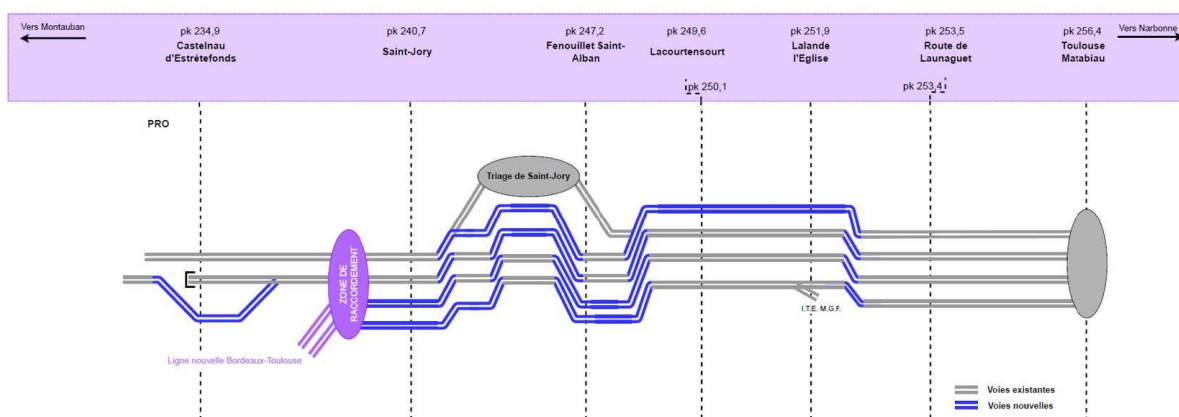 Vers Montauban
pk 234,9
Castelnau
d'Estrétefonds
pk 240,7
Saint-Jory
pk 247,2
Fenouillet Saint-
Alban
pk 249,6
Lacourtensourt
pk 250,1
pk 251,9
Lalande
l'Eglise
pk 253,5
Route de
Launaguet
pk 253,4
pk 256,4
Toulouse
Matabiau
Vers Narbonne
PRO
Triage de Saint-Jory
ZONE DE
RACCORDEMENT
I.T.E. M.G.F.
Ligne nouvelle Bordeaux-Toulouse
Voies existantes
Voies nouvelles